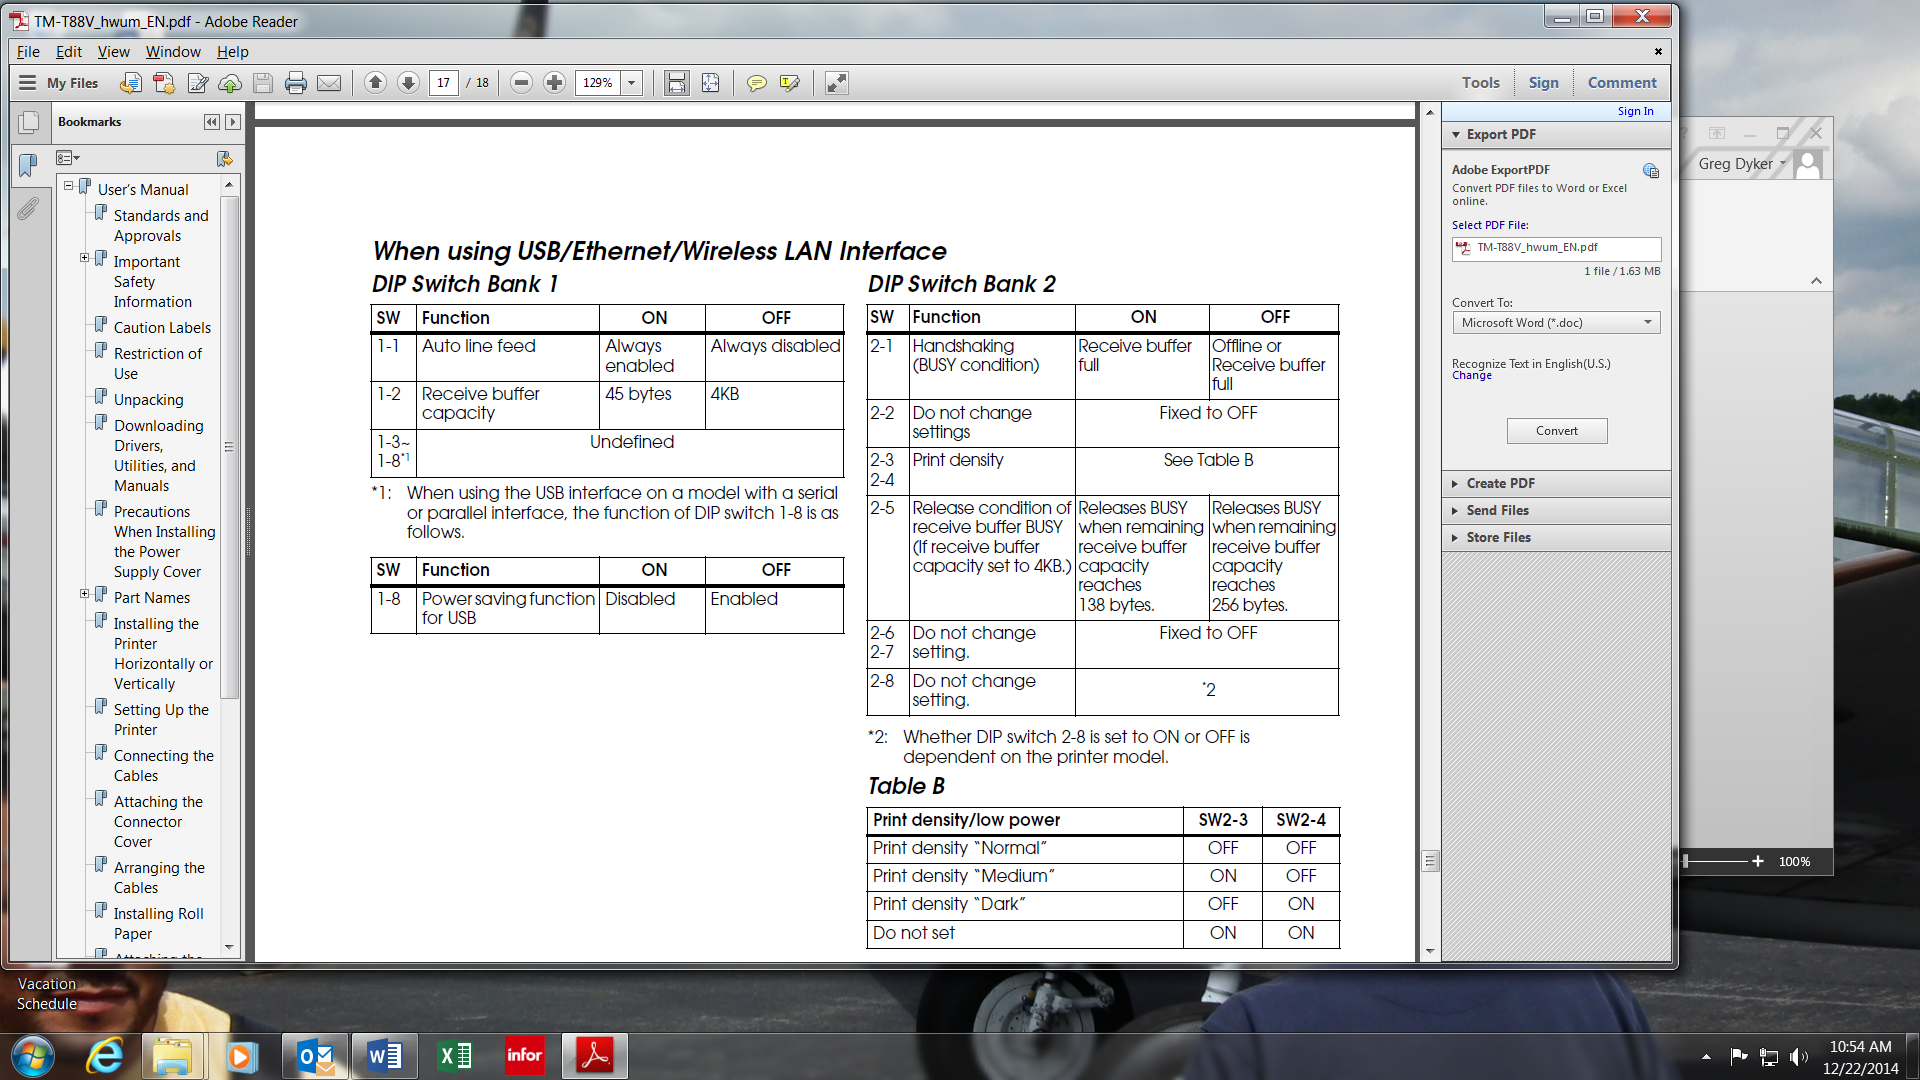 TM-T88V_hwum_EN.pdf - Adobe Reader
File Edit View Window Help
My Files 17 / 18 129% Tools Sign Comment
Bookmarks
User's Manual
Standards and
Approvals
Important
Safety
Information
Caution Labels
Restriction of
Use
Unpacking
Downloading
Drivers,
Utilities, and
Manuals
Precautions
When Installing
the Power
Supply Cover
Part Names
Installing the
Printer
Horizontally or
Vertically
Setting Up the
Printer
Connecting the
Cables
Attaching the
Connector
Cover
Arranging the
Cables
Installing Roll
Paper
Attaching the
When using USB/Ethernet/Wireless LAN Interface
DIP Switch Bank 1
SW Function ON OFF
1-1 Auto line feed Always enabled Always disabled
1-2 Receive buffer capacity 45 bytes 4KB
1-3~ 1-8*1 Undefined
*1: When using the USB interface on a model with a serial
or parallel interface, the function of DIP switch 1-8 is as
follows.
SW Function ON OFF
1-8 Power saving function for USB Disabled Enabled
DIP Switch Bank 2
SW Function ON OFF
2-1 Handshaking (BUSY condition) Receive buffer full Offline or Receive buffer full
2-2 Do not change settings Fixed to OFF
2-3 2-4 Print density See Table B
2-5 Release condition of receive buffer BUSY (If receive buffer capacity set to 4KB.) Releases BUSY when remaining receive buffer capacity reaches 138 bytes. Releases BUSY when remaining receive buffer capacity reaches 256 bytes.
2-6 2-7 Do not change setting. Fixed to OFF
2-8 Do not change setting. *2
*2: Whether DIP switch 2-8 is set to ON or OFF is
dependent on the printer model.
Table B
Print density/low power SW2-3 SW2-4
Print density "Normal" OFF OFF
Print density "Medium" ON OFF
Print density "Dark" OFF ON
Do not set ON ON
Sign In
Export PDF
Adobe ExportPDF
Convert PDF files to Word or Excel
online.
Select PDF File:
TM-T88V_hwum_EN.pdf
1 file / 1.63 MB
Convert To:
Microsoft Word (*.doc)
Recognize Text in English(U.S.)
Change
Convert
Create PDF
Send Files
Store Files
Greg Dyker
100%
Vacation
Schedule
infor
10:54 AM
12/22/2014